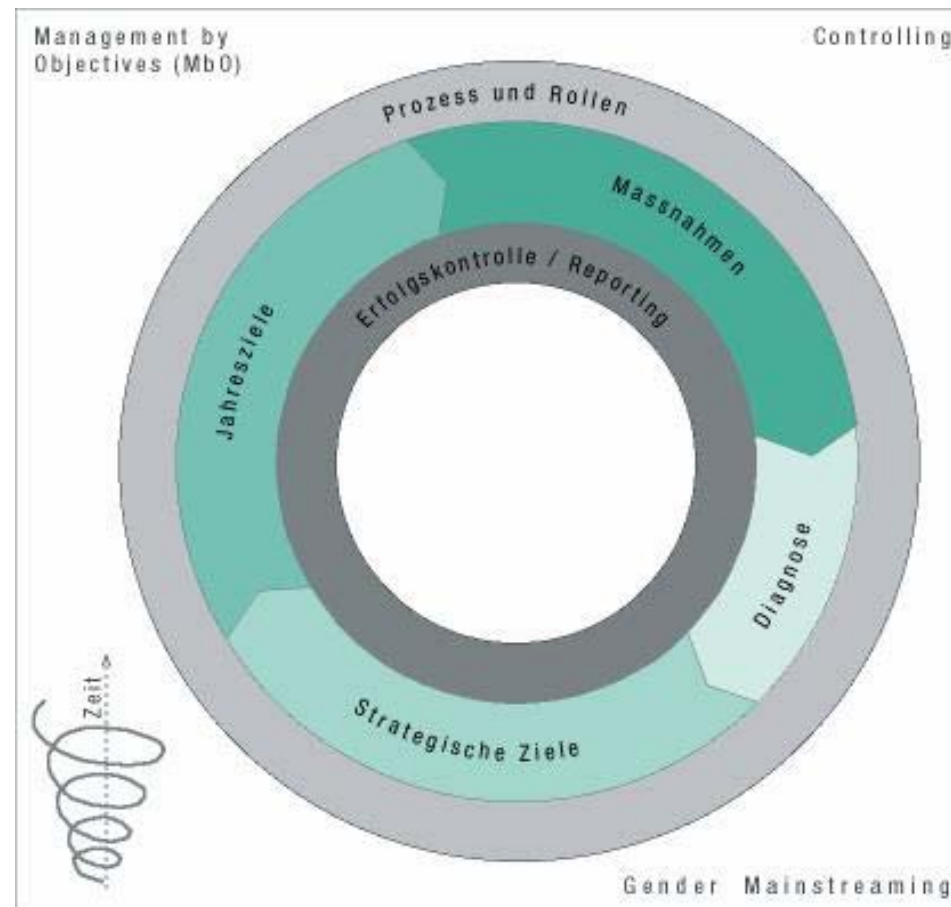 Management by
Objectives (MbO)
Controlling
Prozess und Rollen
Massnahmen
Erfolgskontrolle / Reporting
Jahresziele
Diagnose
Strategische Ziele
Zeit
Gender Mainstreaming